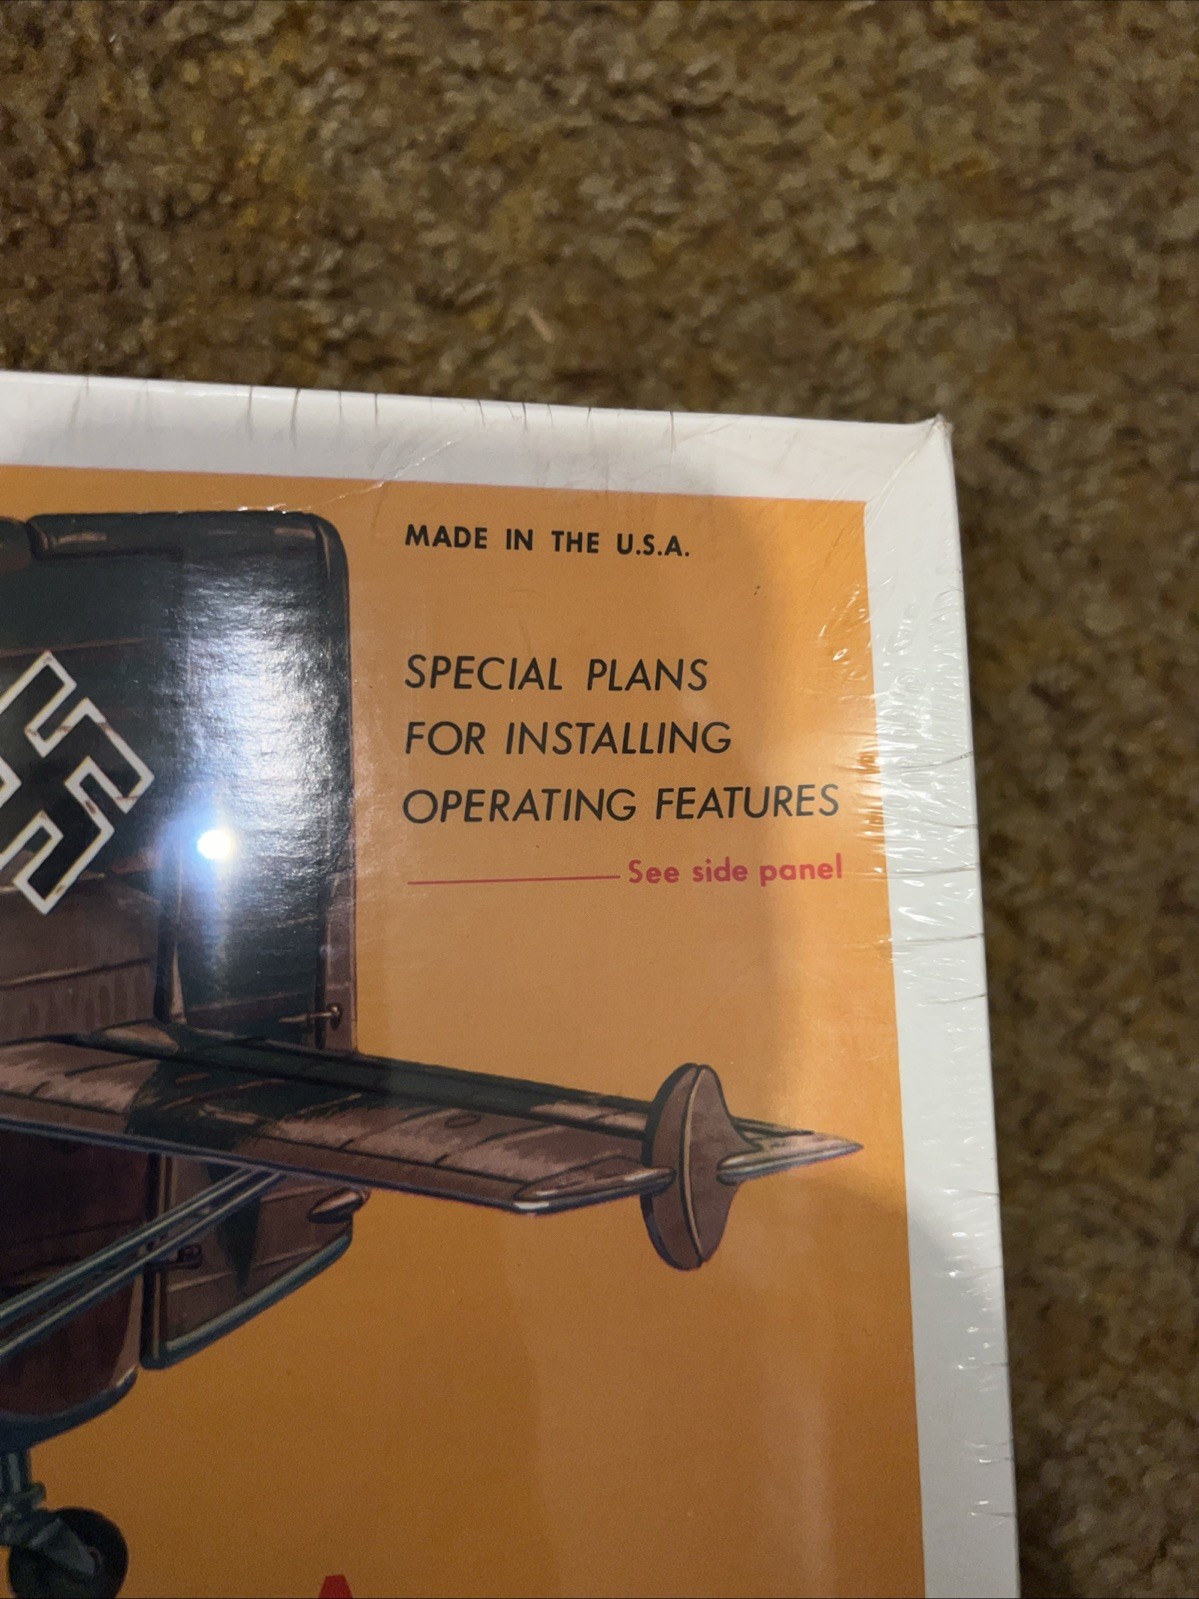 MADE IN THE U.S.A.
SPECIAL PLANS
FOR INSTALLING
OPERATING FEATURES
See side panel